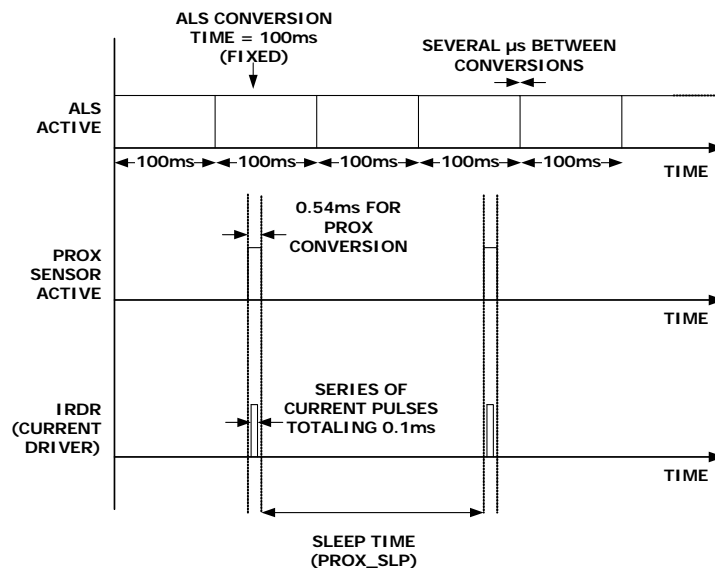 ALS CONVERSION
TIME = 100ms
(FIXED)
SEVERAL µs BETWEEN
CONVERSIONS
ALS
ACTIVE
100ms 100ms 100ms 100ms 100ms
TIME
0.54ms FOR
PROX
CONVERSION
PROX
SENSOR
ACTIVE
TIME
SERIES OF
CURRENT PULSES
TOTALING 0.1ms
IRDR
(CURRENT
DRIVER)
TIME
SLEEP TIME
(PROX_SLP)